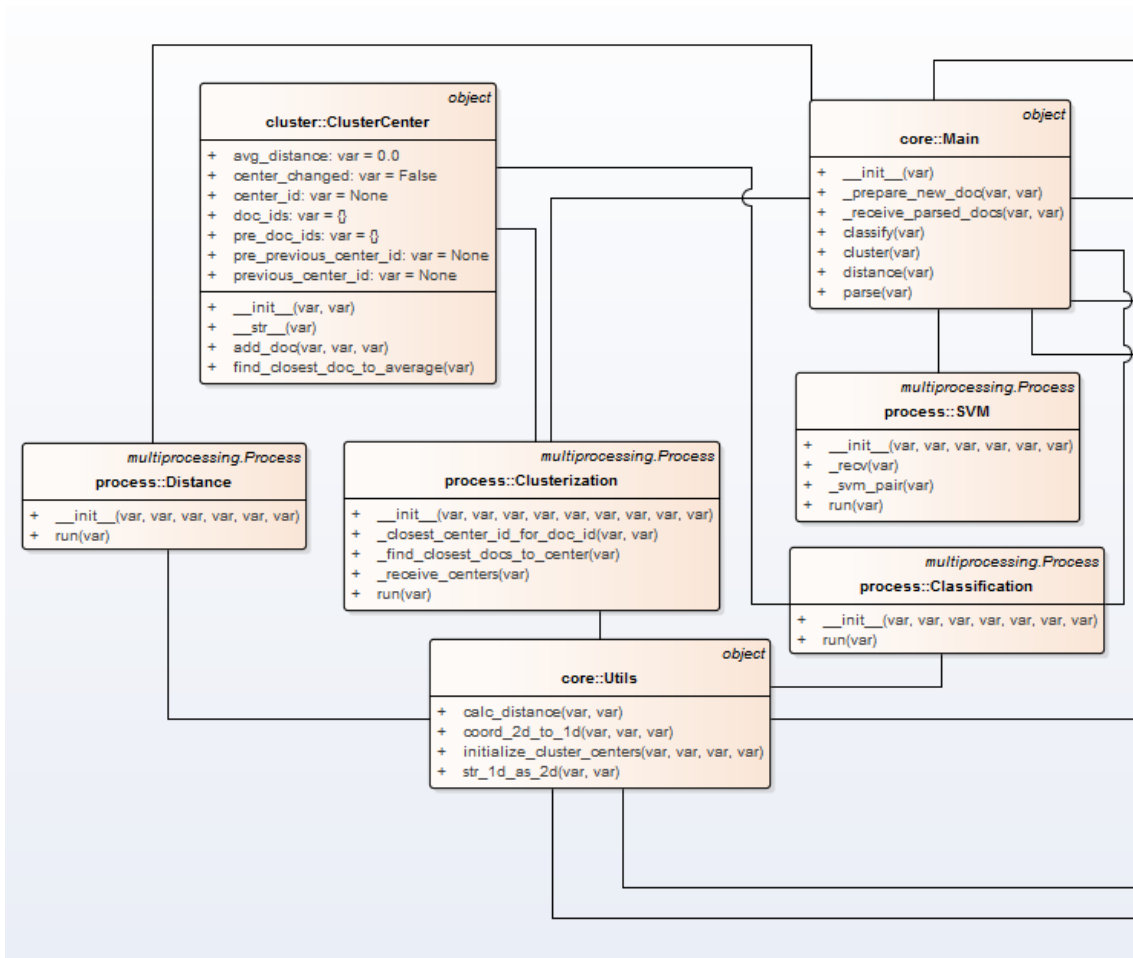 object
cluster::ClusterCenter
+ avg_distance: var = 0.0
+ center_changed: var = False
+ center_id: var = None
+ doc_ids: var = {}
+ pre_doc_ids: var = {}
+ pre_previous_center_id: var = None
+ previous_center_id: var = None
+ __init__(var, var)
+ __str__(var)
+ add_doc(var, var, var)
+ find_closest_doc_to_average(var)
object
core::Main
+ __init__(var)
+ _prepare_new_doc(var, var)
+ _receive_parsed_docs(var, var)
+ classify(var)
+ cluster(var)
+ distance(var)
+ parse(var)
multiprocessing.Process
process::SVM
+ __init__(var, var, var, var, var, var)
+ _recv(var)
+ _svm_pair(var)
+ run(var)
multiprocessing.Process
process::Distance
+ __init__(var, var, var, var, var, var)
+ run(var)
multiprocessing.Process
process::Clusterization
+ __init__(var, var, var, var, var, var, var, var, var)
+ _closest_center_id_for_doc_id(var, var)
+ _find_closest_docs_to_center(var)
+ _receive_centers(var)
+ run(var)
multiprocessing.Process
process::Classification
+ __init__(var, var, var, var, var, var, var)
+ run(var)
object
core::Utils
+ calc_distance(var, var)
+ coord_2d_to_1d(var, var, var)
+ initialize_cluster_centers(var, var, var, var)
+ str_1d_as_2d(var, var)